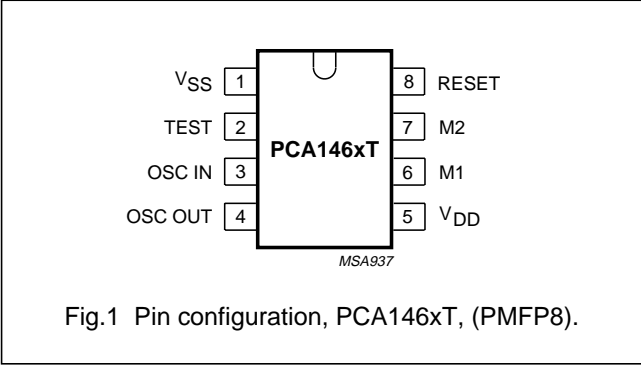 VSS 1 8 RESET
TEST 2 7 M2
PCA146xT
OSC IN 3 6 M1
OSC OUT 4 5 VDD
MSA937
Fig.1 Pin configuration, PCA146xT, (PMFP8).